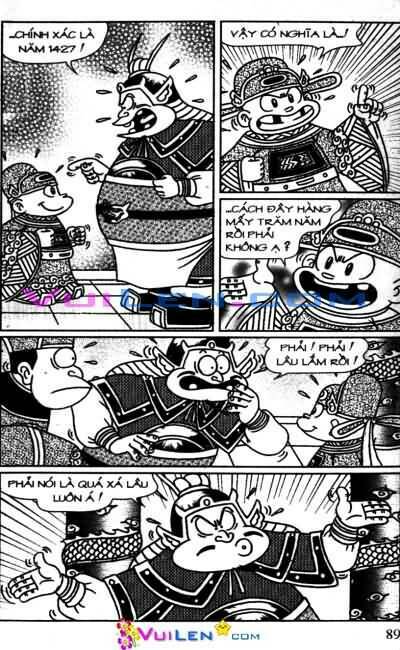 ...CHÍNH XÁC LÀ
NĂM 1427 !
VẬY CÓ NGHĨA LÀ...!
...CÁCH ĐÂY HÀNG
MẤY TRĂM NĂM
RỒI PHẢI
KHÔNG Ạ ?
VUILEN.COM
PHẢI ! PHẢI !
LÂU LẮM RỒI !
PHẢI NÓI LÀ QUÁ XÁ LÂU
LUÔN Á !
VUILEN.COM
89